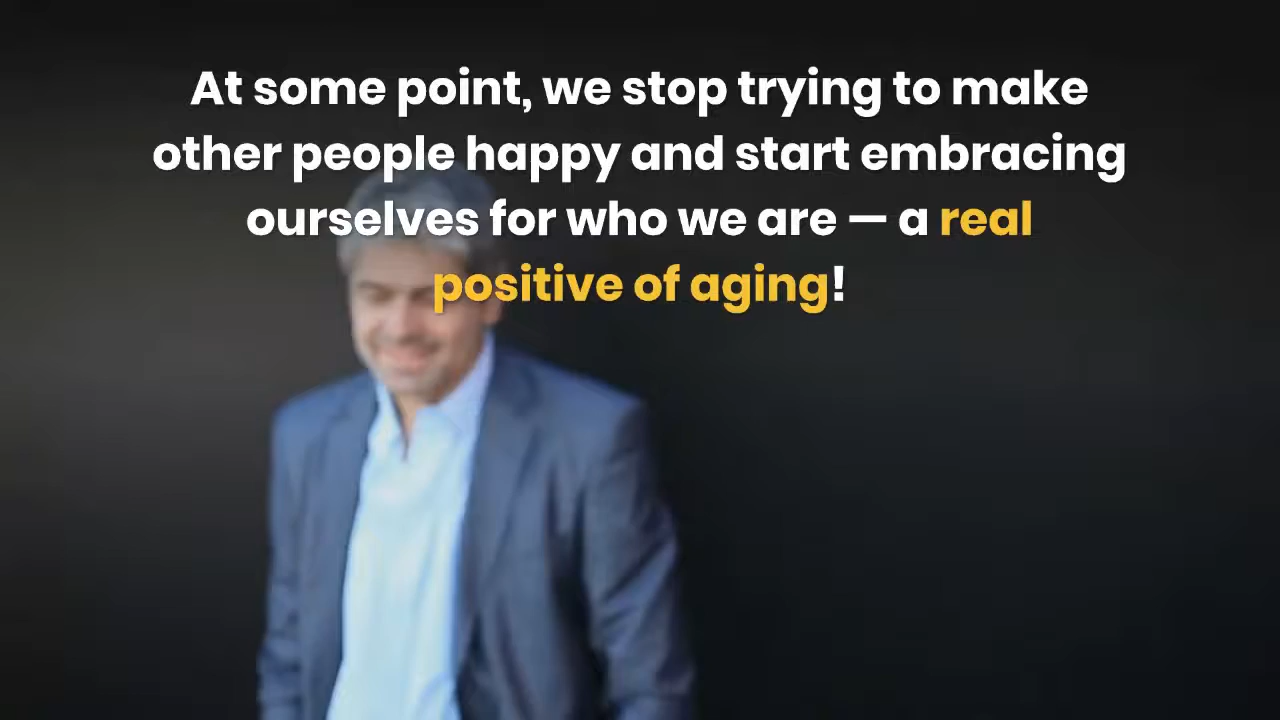 At some point, we stop trying to make
other people happy and start embracing
ourselves for who we are — a real
positive of aging!